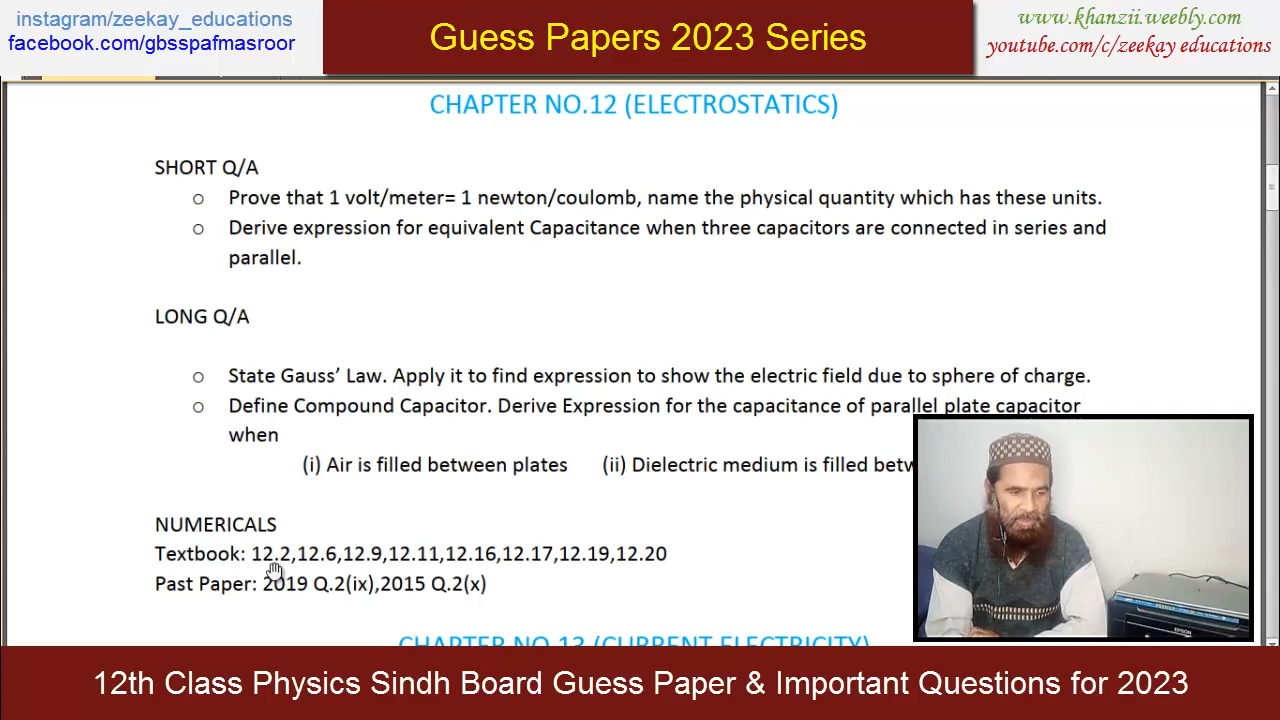 instagram/zeekay_educations
facebook.com/gbsspafmasroor
Guess Papers 2023 Series
www.khanzii.weebly.com
youtube.com/c/zeekay educations
CHAPTER NO.12 (ELECTROSTATICS)
SHORT Q/A
o Prove that 1 volt/meter= 1 newton/coulomb, name the physical quantity which has these units.
o Derive expression for equivalent Capacitance when three capacitors are connected in series and
parallel.
LONG Q/A
o State Gauss’ Law. Apply it to find expression to show the electric field due to sphere of charge.
o Define Compound Capacitor. Derive Expression for the capacitance of parallel plate capacitor
when
(i) Air is filled between plates (ii) Dielectric medium is filled
NUMERICALS
Textbook: 12.2,12.6,12.9,12.11,12.16,12.17,12.19,12.20
Past Paper: 2019 Q.2(ix),2015 Q.2(x)
CHAPTER NO.13 (CURRENT ELECTRICITY)
EPSON
12th Class Physics Sindh Board Guess Paper & Important Questions for 2023